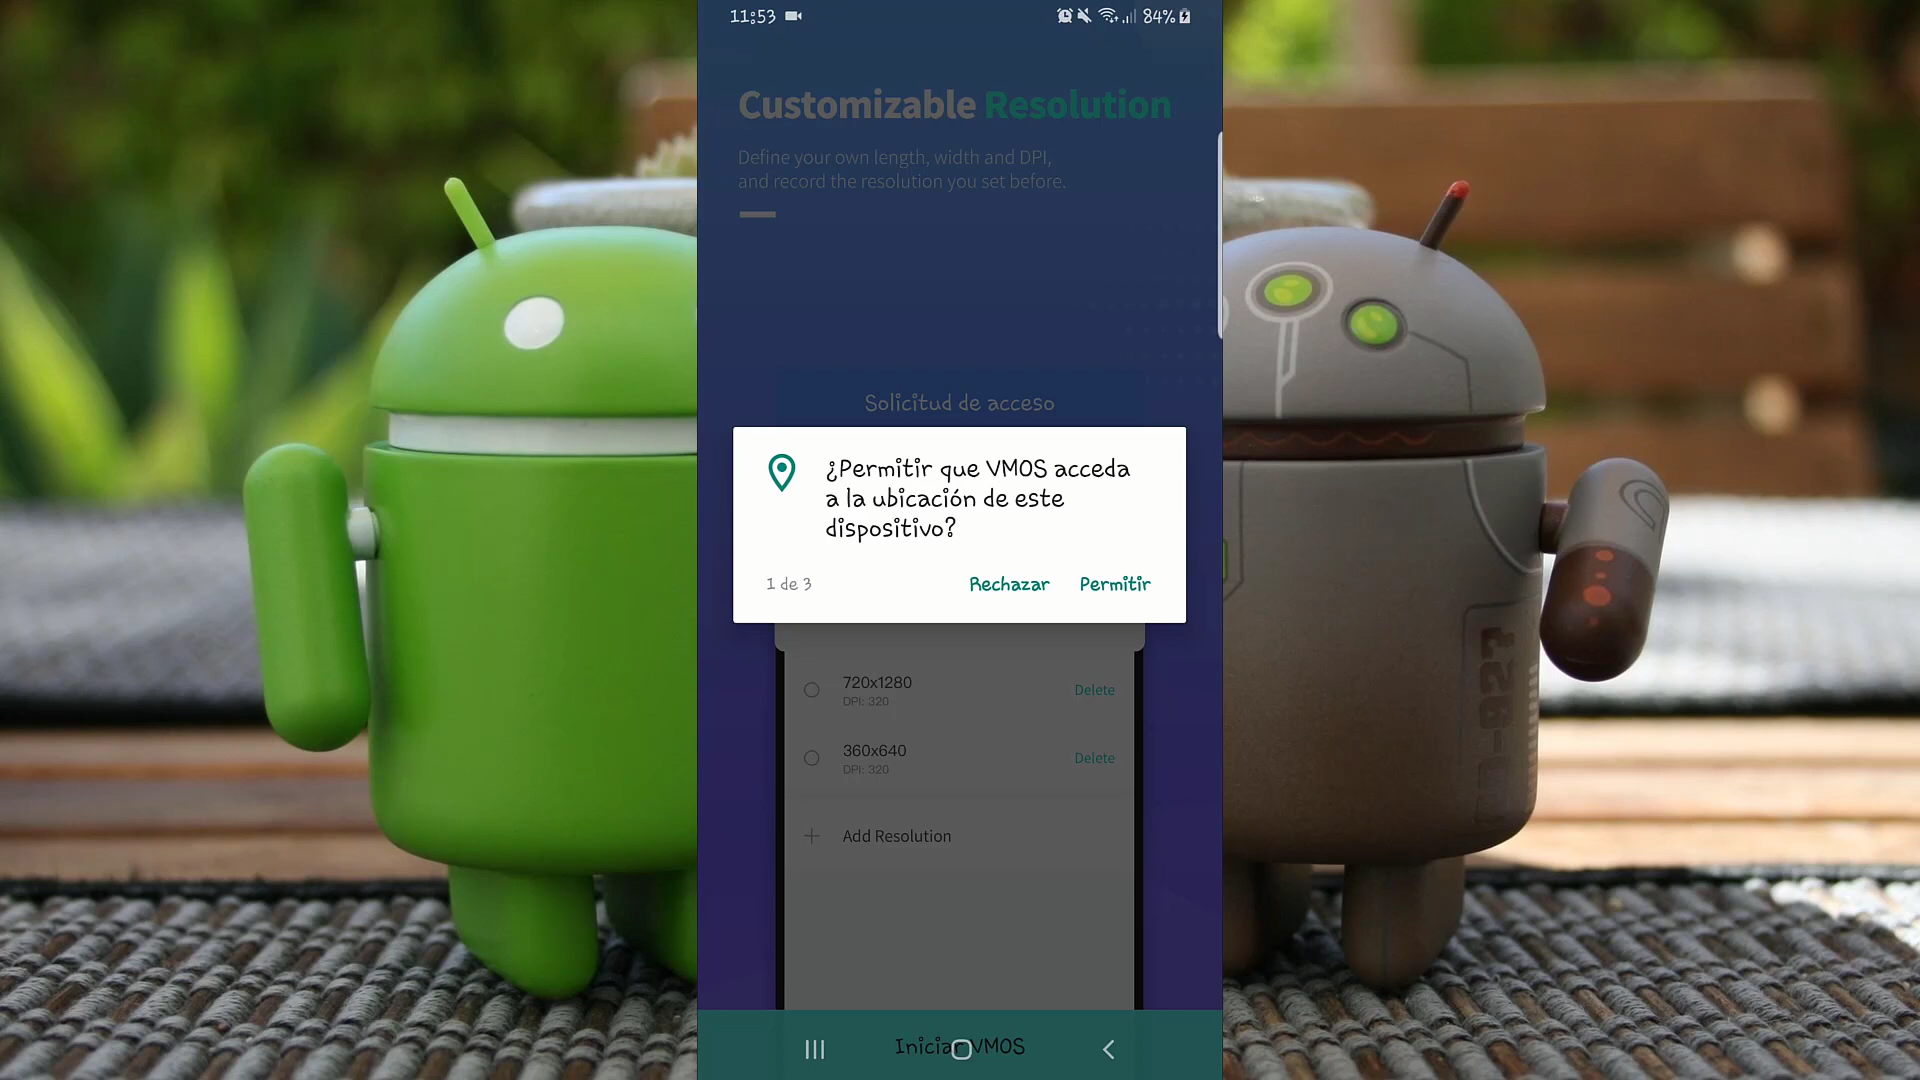 11:53
84%
Customizable Resolution
Define your own length, width and DPI,
and record the resolution you set before.
Solicitud de acceso
¿Permitir que VMOS acceda
a la ubicación de este
dispositivo?
1 de 3
Rechazar
Permitir
720x1280
DPI: 320
Delete
360x640
DPI: 320
Delete
Add Resolution
Iniciar VMOS